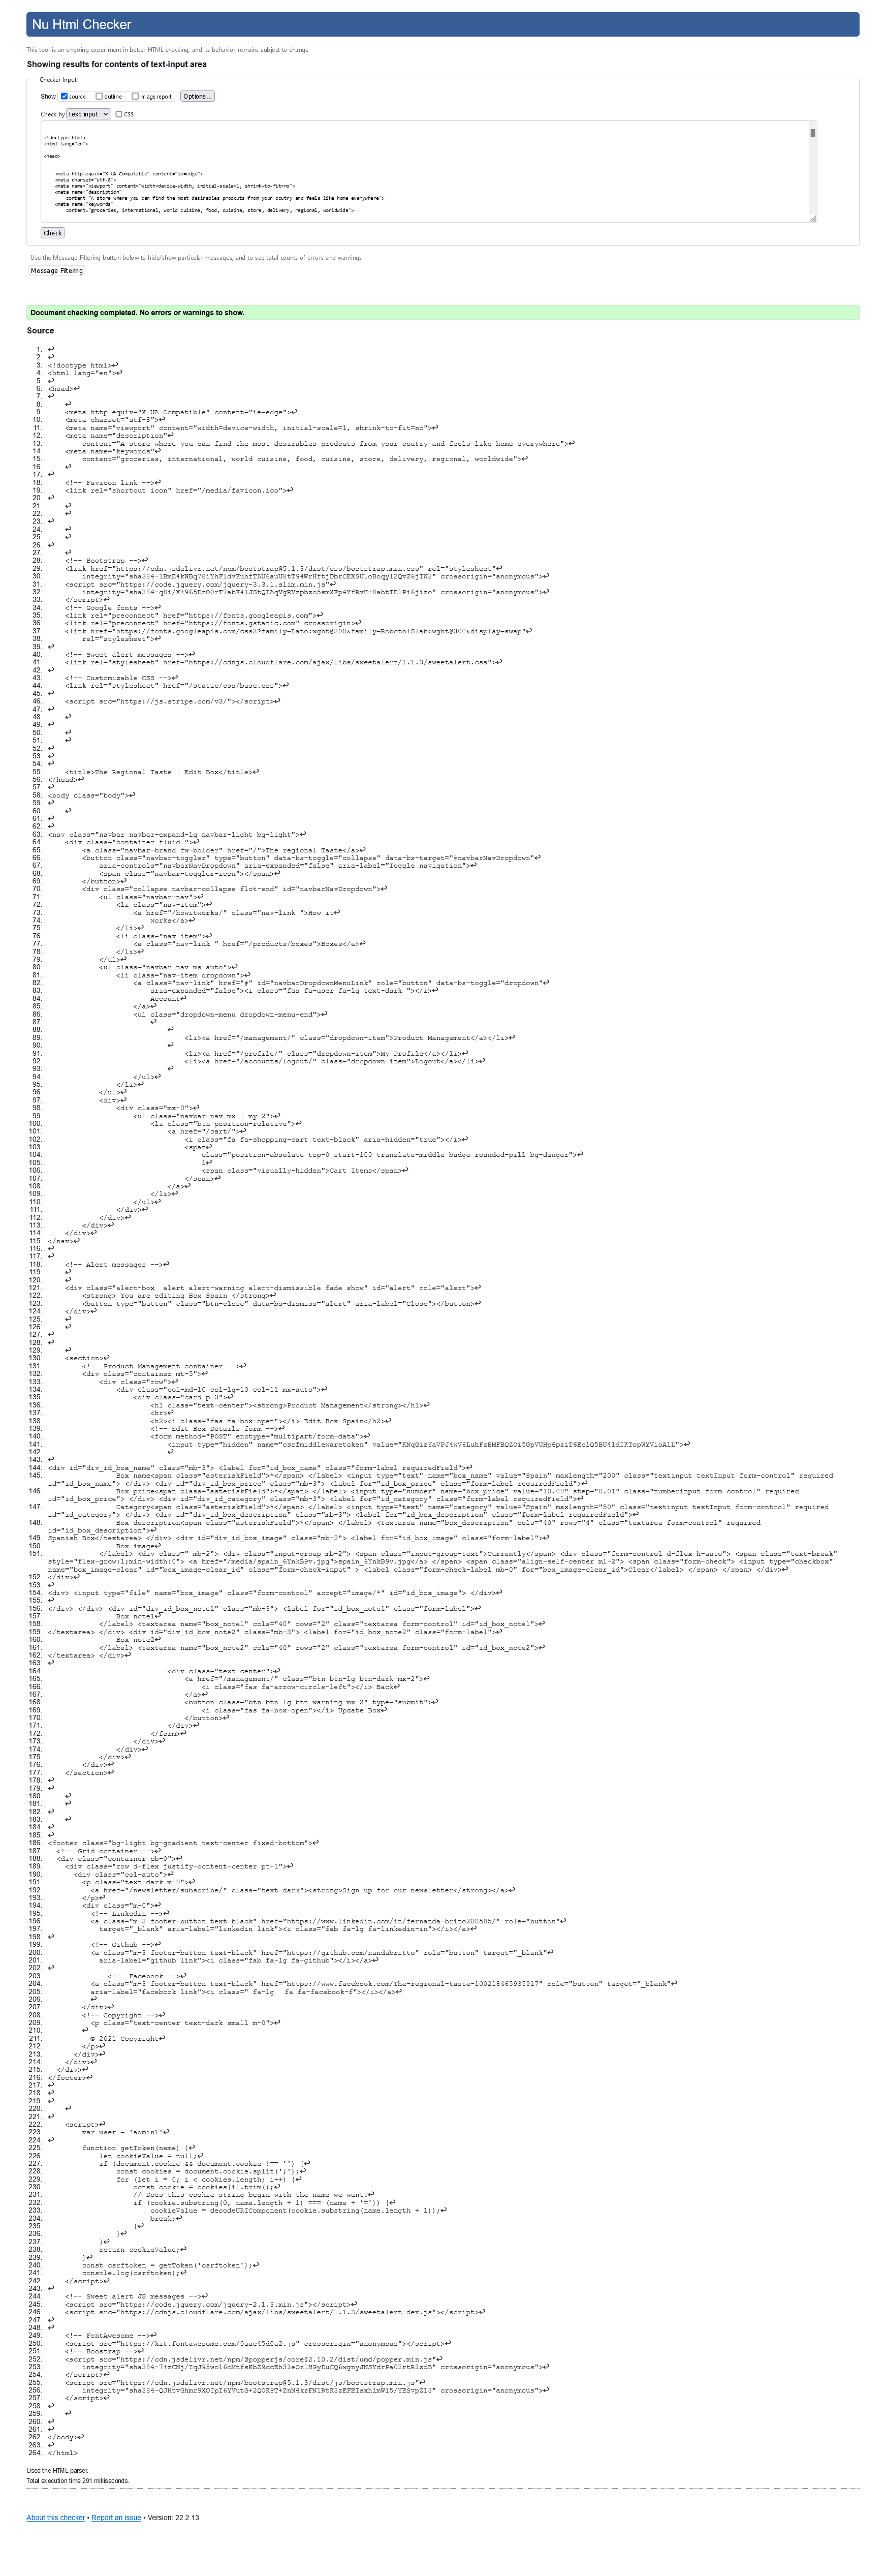 Nu Html Checker
This tool is an ongoing experiment in better HTML checking, and its behavior remains subject to change
Showing results for contents of text-input area
Checker Input
Show source outline image report Options...
Check by text input CSS
<!doctype html>
<html lang="en">
<head>
<meta http-equiv="X-UA-Compatible" content="ie=edge">
<meta charset="utf-8">
<meta name="viewport" content="width=device-width, initial-scale=1, shrink-to-fit=no">
<meta name="description"
content="A store where you can find the most desirables prodcuts from your coutry and feels like home everywhere">
<meta name="keywords"
content="groceries, international, world cuisine, food, cuisine, store, delivery, regional, worldwide">
Check
Use the Message Filtering button below to hide/show particular messages, and to see total counts of errors and warnings.
Message Filtering
Document checking completed. No errors or warnings to show.
Source
1. ↩
2. ↩
3. <!doctype html>↩
4. <html lang="en">↩
5. ↩
6. <head>↩
7. ↩
8. ↩
9. <meta http-equiv="X-UA-Compatible" content="ie=edge">↩
10. <meta charset="utf-8">↩
11. <meta name="viewport" content="width=device-width, initial-scale=1, shrink-to-fit=no">↩
12. <meta name="description"↩
13. content="A store where you can find the most desirables prodcuts from your coutry and feels like home everywhere">↩
14. <meta name="keywords"↩
15. content="groceries, international, world cuisine, food, cuisine, store, delivery, regional, worldwide">↩
16. ↩
17. ↩
18. <!-- Favicon link -->↩
19. <link rel="shortcut icon" href="/media/favicon.ico">↩
20. ↩
21. ↩
22. ↩
23. ↩
24. ↩
25. ↩
26. ↩
27. ↩
28. <!-- Bootstrap -->↩
29. <link href="https://cdn.jsdelivr.net/npm/bootstrap@5.1.3/dist/css/bootstrap.min.css" rel="stylesheet"↩
30. crossorigin="anonymous">↩
31. <script src="https://code.jquery.com/jquery-3.3.1.slim.min.js"↩
32. crossorigin="anonymous">↩
33. </script>↩
34. <!-- Google fonts -->↩
35. <link rel="preconnect" href="https://fonts.googleapis.com">↩
36. <link rel="preconnect" href="https://fonts.gstatic.com" crossorigin>↩
37. <link href="https://fonts.googleapis.com/css2?family=Lato:wght@300&family=Roboto+Slab:wght@300&display=swap"↩
38. rel="stylesheet">↩
39. ↩
40. <!-- Sweet alert messages -->↩
41. <link rel="stylesheet" href="https://cdnjs.cloudflare.com/ajax/libs/sweetalert/1.1.3/sweetalert.css">↩
42. ↩
43. <!-- Customizable CSS -->↩
44. <link rel="stylesheet" href="/static/css/base.css">↩
45. ↩
46. <script src="https://js.stripe.com/v3/"></script>↩
47. ↩
48. ↩
49. ↩
50. ↩
51. ↩
52. ↩
53. ↩
54. ↩
55. <title>The Regional Taste | Edit Box</title>↩
56. </head>↩
57. ↩
58. <body class="body">↩
59. ↩
60. ↩
61. ↩
62. ↩
63. <nav class="navbar navbar-expand-lg navbar-light bg-light">↩
64. <div class="container-fluid ">↩
65. <a class="navbar-brand fw-bolder" href="/">The regional Taste</a>↩
66. <button class="navbar-toggler" type="button" data-bs-toggle="collapse" data-bs-target="#navbarNavDropdown"↩
67. aria-controls="navbarNavDropdown" aria-expanded="false" aria-label="Toggle navigation">↩
68. <span class="navbar-toggler-icon"></span>↩
69. </button>↩
70. <div class="collapse navbar-collapse flot-end" id="navbarNavDropdown">↩
71. <ul class="navbar-nav">↩
72. <li class="nav-item">↩
73. <a href="/howitworks/" class="nav-link ">How it↩
74. works</a>↩
75. </li>↩
76. <li class="nav-item">↩
77. <a class="nav-link " href="/products/boxes">Boxes</a>↩
78. </li>↩
79. </ul>↩
80. <ul class="navbar-nav ms-auto">↩
81. <li class="nav-item dropdown">↩
82. <a class="nav-link" href="#" id="navbarDropdownMenuLink" role="button" data-bs-toggle="dropdown"↩
83. aria-expanded="false"><i class="fas fa-user fa-lg text-dark "></i>↩
84. Account↩
85. </a>↩
86. <ul class="dropdown-menu dropdown-menu-end">↩
87. ↩
88. ↩
89. <li><a href="/management/" class="dropdown-item">Product Management</a></li>↩
90. ↩
91. <li><a href="/profile/" class="dropdown-item">My Profile</a></li>↩
92. <li><a href="/accounts/logout/" class="dropdown-item">Logout</a></li>↩
93. ↩
94. </ul>↩
95. </li>↩
96. </ul>↩
97. <div>↩
98. <div class="mx-0">↩
99. <ul class="navbar-nav mx-1 my-2">↩
100. <li class="btn position-relative">↩
101. <a href="/cart/">↩
102. <i class="fa fa-shopping-cart text-black" aria-hidden="true"></i>↩
103. <span↩
104. class="position-absolute top-0 start-100 translate-middle badge rounded-pill bg-danger">↩
105. 1↩
106. <span class="visually-hidden">Cart Items</span>↩
107. </span>↩
108. </a>↩
109. </li>↩
110. </ul>↩
111. </div>↩
112. </div>↩
113. </div>↩
114. </div>↩
115. </nav>↩
116. ↩
117. ↩
118. <!-- Alert messages -->↩
119. ↩
120. ↩
121. <div class="alert-box  alert alert-warning alert-dismissible fade show" id="alert" role="alert">↩
122. <strong> You are editing Box Spain </strong>↩
123. <button type="button" class="btn-close" data-bs-dismiss="alert" aria-label="Close"></button>↩
124. </div>↩
125. ↩
126. ↩
127. ↩
128. ↩
129. ↩
130. <section>↩
131. <!-- Product Management container -->↩
132. <div class="container mt-5">↩
133. <div class="row">↩
134. <div class="col-md-10 col-lg-10 col-11 mx-auto">↩
135. <div class="card p-3">↩
136. <h1 class="text-center"><strong>Product Management</strong></h1>↩
137. <hr>↩
138. <h2><i class="fas fa-box-open"></i> Edit Box Spain</h2>↩
139. <!-- Edit Box Details form -->↩
140. <form method="POST" enctype="multipart/form-data">↩
141. <input type="hidden" name="csrfmiddlewaretoken">↩
142. ↩
143. ↩
144. <div id="div_id_box_name" class="mb-3"> <label for="id_box_name" class="form-label requiredField">↩
145. Box name<span class="asteriskField">*</span> </label> <input type="text" name="box_name" value="Spain" maxlength="200" class="textinput textInput form-control" required
id="id_box_name"> </div> <div id="div_id_box_price" class="mb-3"> <label for="id_box_price" class="form-label requiredField">↩
146. Box price<span class="asteriskField">*</span> </label> <input type="number" name="box_price" value="10.00" step="0.01" class="numberinput form-control" required
id="id_box_price"> </div> <div id="div_id_category" class="mb-3"> <label for="id_category" class="form-label requiredField">↩
147. Category<span class="asteriskField">*</span> </label> <input type="text" name="category" value="Spain" maxlength="50" class="textinput textInput form-control" required
id="id_category"> </div> <div id="div_id_box_description" class="mb-3"> <label for="id_box_description" class="form-label requiredField">↩
148. Box description<span class="asteriskField">*</span> </label> <textarea name="box_description" cols="40" rows="4" class="textarea form-control" required
id="id_box_description">↩
149. Spanish Box</textarea> </div> <div id="div_id_box_image" class="mb-3"> <label for="id_box_image" class="form-label">↩
150. Box image↩
151. </label> <div class=" mb-2"> <div class="input-group mb-2"> <span class="input-group-text">Currently</span> <div class="form-control d-flex h-auto"> <span class="text-break"
style="flex-grow:1;min-width:0"> <a href="/media/spain_6YnkB9v.jpg">spain_6YnkB9v.jpg</a> </span> <span class="align-self-center ml-2"> <span class="form-check"> <input type="checkbox"
name="box_image-clear" id="box_image-clear_id" class="form-check-input" > <label class="form-check-label mb-0" for="box_image-clear_id">Clear</label> </span> </span> </div>↩
152. </div>↩
153. ↩
154. <div> <input type="file" name="box_image" class="form-control" accept="image/*" id="id_box_image"> </div>↩
155. ↩
156. </div> </div> <div id="div_id_box_note1" class="mb-3"> <label for="id_box_note1" class="form-label">↩
157. Box note1↩
158. </label> <textarea name="box_note1" cols="40" rows="2" class="textarea form-control" id="id_box_note1">↩
159. </textarea> </div> <div id="div_id_box_note2" class="mb-3"> <label for="id_box_note2" class="form-label">↩
160. Box note2↩
161. </label> <textarea name="box_note2" cols="40" rows="2" class="textarea form-control" id="id_box_note2">↩
162. </textarea> </div>↩
163. ↩
164. <div class="text-center">↩
165. <a href="/management/" class="btn btn-lg btn-dark mx-2">↩
166. <i class="fas fa-arrow-circle-left"></i> Back↩
167. </a>↩
168. <button class="btn btn-lg btn-warning mx-2" type="submit">↩
169. <i class="fas fa-box-open"></i> Update Box↩
170. </button>↩
171. </div>↩
172. </form>↩
173. </div>↩
174. </div>↩
175. </div>↩
176. </div>↩
177. </section>↩
178. ↩
179. ↩
180. ↩
181. ↩
182. ↩
183. ↩
184. ↩
185. ↩
186. <footer class="bg-light bg-gradient text-center fixed-bottom">↩
187. <!-- Grid container -->↩
188. <div class="container pb-0">↩
189. <div class="row d-flex justify-content-center pt-1">↩
190. <div class="col-auto">↩
191. <p class="text-dark m-0">↩
192. <a href="/newsletter/subscribe/" class="text-dark"><strong>Sign up for our newsletter</strong></a>↩
193. </p>↩
194. <div class="m-0">↩
195. <!-- Linkedin -->↩
196. <a class="m-3 footer-button text-black" href="https://www.linkedin.com/in/fernanda-brito200585/" role="button"↩
197. target="_blank" aria-label="linkedin link"><i class="fab fa-lg fa-linkedin-in"></i></a>↩
198. ↩
199. <!-- Github -->↩
200. <a class="m-3 footer-button text-black" href="https://github.com/nandabritto" role="button" target="_blank"↩
201. aria-label="github link"><i class="fab fa-lg fa-github"></i></a>↩
202. ↩
203. <!-- Facebook -->↩
204. <a class="m-3 footer-button text-black" href="https://www.facebook.com/The-regional-taste-100218465935917" role="button" target="_blank"↩
205. aria-label="facebook link"><i class=" fa-lg   fa fa-facebook-f"></i></a>↩
206. ↩
207. </div>↩
208. <!-- Copyright -->↩
209. <p class="text-center text-dark small m-0">↩
210. ↩
211. © 2021 Copyright↩
212. </p>↩
213. </div>↩
214. </div>↩
215. </div>↩
216. </footer>↩
217. ↩
218. ↩
219. ↩
220. ↩
221. ↩
222. <script>↩
223. var user = 'admin1'↩
224. ↩
225. function getToken(name) {↩
226. let cookieValue = null;↩
227. if (document.cookie && document.cookie !== '') {↩
228. const cookies = document.cookie.split(';');↩
229. for (let i = 0; i < cookies.length; i++) {↩
230. const cookie = cookies[i].trim();↩
231. // Does this cookie string begin with the name we want?↩
232. if (cookie.substring(0, name.length + 1) === (name + '=')) {↩
233. cookieValue = decodeURIComponent(cookie.substring(name.length + 1));↩
234. break;↩
235. }↩
236. }↩
237. }↩
238. return cookieValue;↩
239. }↩
240. const csrftoken = getToken('csrftoken');↩
241. console.log(csrftoken);↩
242. </script>↩
243. ↩
244. <!-- Sweet alert JS messages -->↩
245. <script src="https://code.jquery.com/jquery-2.1.3.min.js"></script>↩
246. <script src="https://cdnjs.cloudflare.com/ajax/libs/sweetalert/1.1.3/sweetalert-dev.js"></script>↩
247. ↩
248. ↩
249. <!-- FontAwesome -->↩
250. <script src="https://kit.fontawesome.com/0aae45d0a2.js" crossorigin="anonymous"></script>↩
251. <!-- Boostrap -->↩
252. <script src="https://cdn.jsdelivr.net/npm/@popperjs/core@2.10.2/dist/umd/popper.min.js"↩
253. crossorigin="anonymous">↩
254. </script>↩
255. <script src="https://cdn.jsdelivr.net/npm/bootstrap@5.1.3/dist/js/bootstrap.min.js"↩
256. crossorigin="anonymous">↩
257. </script>↩
258. ↩
259. ↩
260. ↩
261. ↩
262. </body>↩
263. ↩
264. </html>
Used the HTML parser.
Total execution time 291 milliseconds.
About this checker • Report an issue • Version: 22.2.13